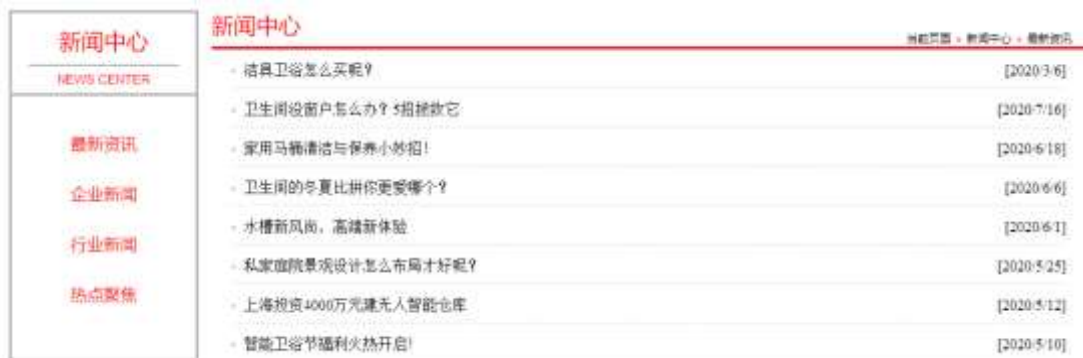 新闻中心
NEWS CENTER
最新资讯
企业新闻
行业新闻
热点聚焦
新闻中心
当前页面 > 新闻中心 > 最新资讯
洁具卫浴怎么买呢? [2020/3/6]
卫生间没窗户怎么办? 5招拯救它 [2020/7/16]
家用马桶清洁与保养小妙招! [2020/6/18]
卫生间的冬夏比拼你更爱哪个? [2020/6/6]
水槽新风尚，高端新体验 [2020/6/1]
私家庭院景观设计怎么布局才好呢? [2020/5/25]
上海投资4000万元建无人智能仓库 [2020/5/12]
智能卫浴节福利火热开启! [2020/5/10]